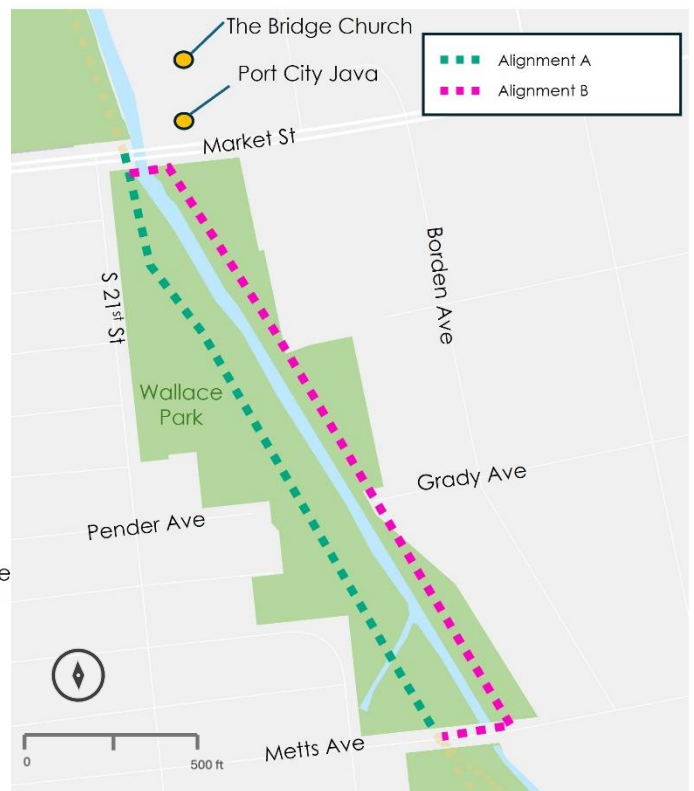 The Bridge Church
Port City Java
Alignment A
Alignment B
Market St
Borden Ave
S 21st St
Wallace
Park
Grady Ave
Pender Ave
e
Metts Ave
0
500 ft